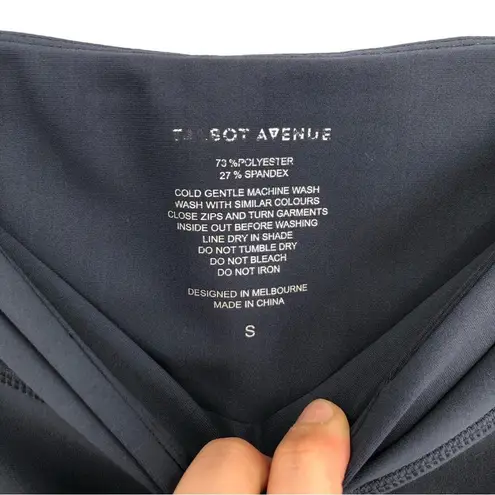 TALBOT AVENUE
73 %POLYESTER
27 % SPANDEX
COLD GENTLE MACHINE WASH
WASH WITH SIMILAR COLOURS
CLOSE ZIPS AND TURN GARMENTS
INSIDE OUT BEFORE WASHING
LINE DRY IN SHADE
DO NOT TUMBLE DRY
DO NOT BLEACH
DO NOT IRON
DESIGNED IN MELBOURNE
MADE IN CHINA
S